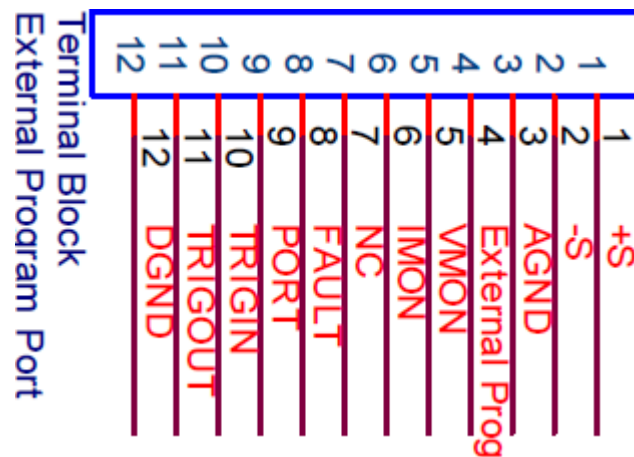 Terminal Block
External Program Port
1 1 +S
2 2 -S
3 3 AGND
4 4 External Prog
5 5 VMON
6 6 IMON
7 7 NC
8 8 FAULT
9 9 PORT
10 10 TRIGIN
11 11 TRIGOUT
12 12 DGND